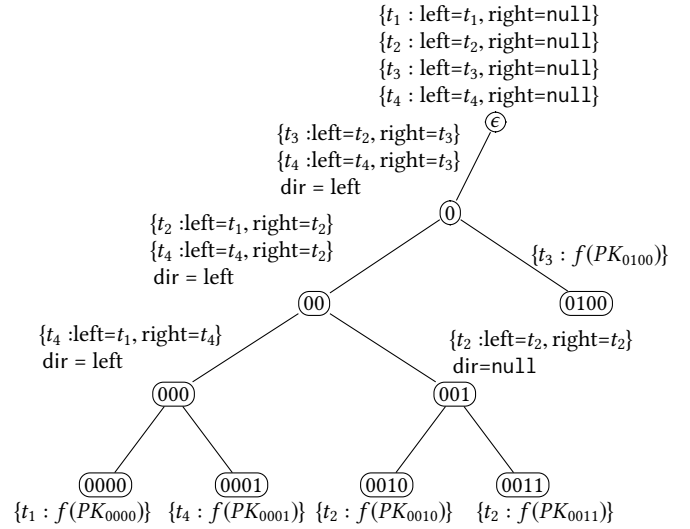 {t₁ : left=t₁, right=null}
{t₂ : left=t₂, right=null}
{t₃ : left=t₃, right=null}
{t₄ : left=t₄, right=null}
ϵ
{t₃ :left=t₂, right=t₃}
{t₄ :left=t₄, right=t₃}
dir = left
0
{t₂ :left=t₁, right=t₂}
{t₄ :left=t₄, right=t₂}
dir = left
{t₃ : f(PK₀₁₀₀)}
00
0100
{t₄ :left=t₁, right=t₄}
dir = left
{t₂ :left=t₂, right=t₂}
dir=null
000
001
0000
0001
0010
0011
{t₁ : f(PK₀₀₀₀)}
{t₄ : f(PK₀₀₀₁)}
{t₂ : f(PK₀₀₁₀)}
{t₂ : f(PK₀₀₁₁)}